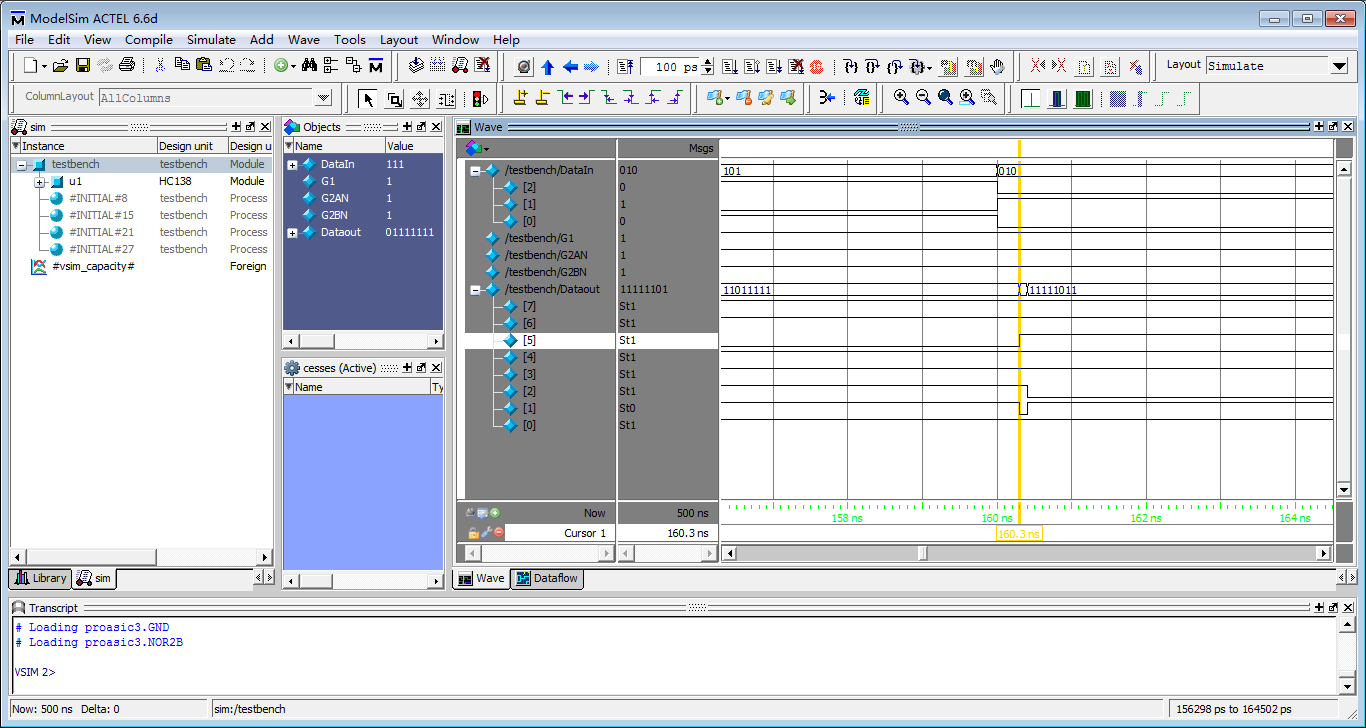 ModelSim ACTEL 6.6d
File Edit View Compile Simulate Add Wave Tools Layout Window Help
100 ps
Layout Simulate
ColumnLayout AllColumns
sim
Instance Design unit Design u
testbench testbench Module
u1 HC138 Module
#INITIAL#8 testbench Process
#INITIAL#15 testbench Process
#INITIAL#21 testbench Process
#INITIAL#27 testbench Process
#vsim_capacity# Foreign
Library sim
Objects
Name Value
DataIn 111
G1 1
G2AN 1
G2BN 1
Dataout 01111111
cesses (Active)
Name Ty
Wave
Msgs
/testbench/DataIn 010 101 010
[2] 0
[1] 1
[0] 0
/testbench/G1 1
/testbench/G2AN 1
/testbench/G2BN 1
/testbench/Dataout 11111101 11011111 11111011
[7] St1
[6] St1
[5] St1
[4] St1
[3] St1
[2] St1
[1] St0
[0] St1
Now 500 ns 158 ns 160 ns 162 ns 164 ns
Cursor 1 160.3 ns 160.3 ns
Wave Dataflow
Transcript
# Loading proasic3.GND
# Loading proasic3.NOR2B
VSIM 2>
Now: 500 ns Delta: 0 sim:/testbench 156298 ps to 164502 ps